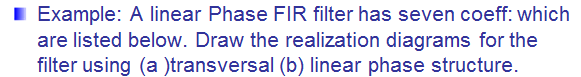 Example: A linear Phase FIR filter has seven coeff: which
are listed below. Draw the realization diagrams for the
filter using (a )transversal (b) linear phase structure.